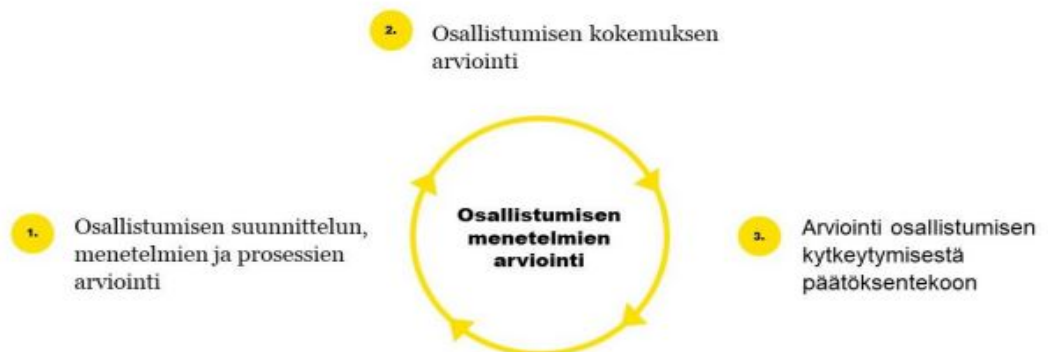 2.
Osallistumisen kokemuksen
arviointi
1.
Osallistumisen suunnittelun,
menetelmien ja prosessien
arviointi
Osallistumisen
menetelmien
arviointi
3.
Arviointi osallistumisen
kytkeytymisestä
päätöksentekoon